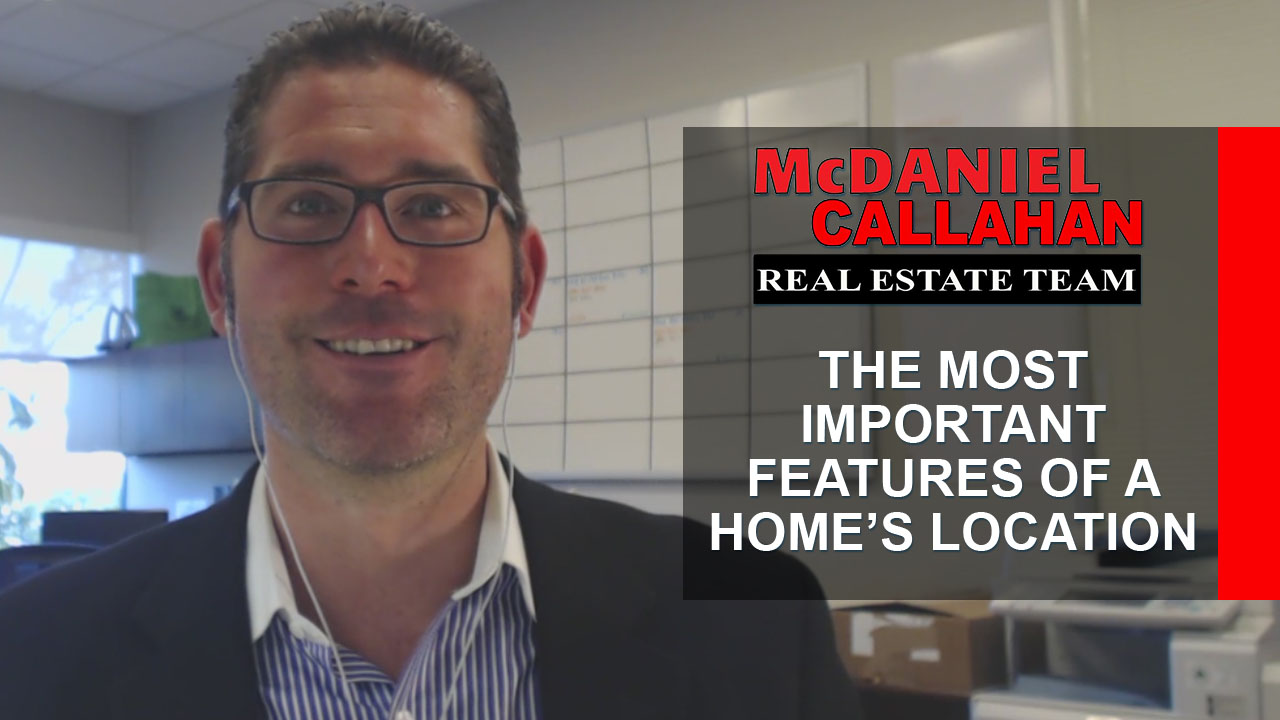 McDANIEL
CALLAHAN
REAL ESTATE TEAM
THE MOST
IMPORTANT
FEATURES OF A
HOME’S LOCATION